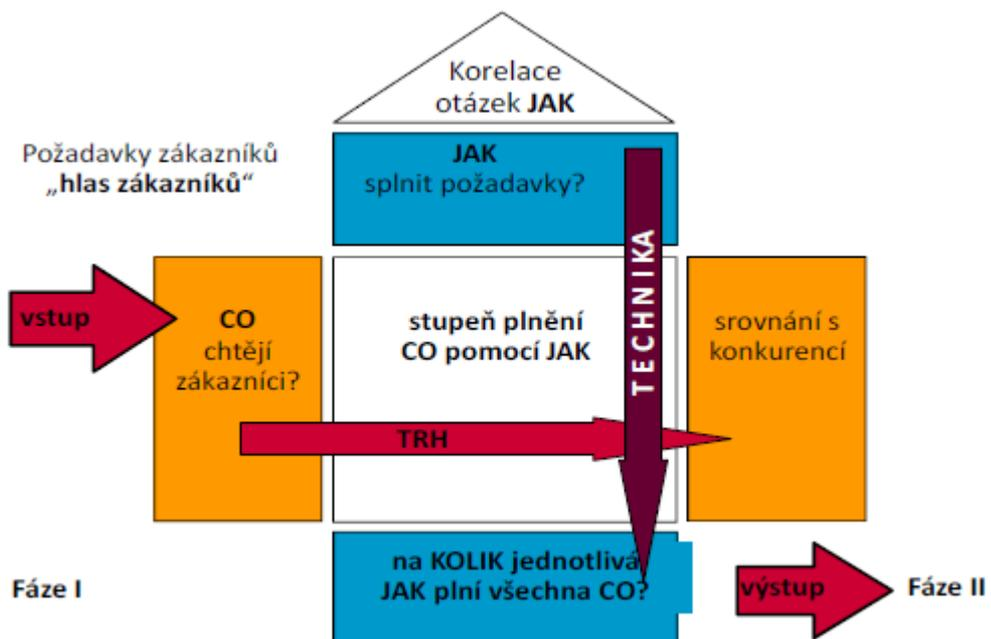 Korelace
otázek JAK
Požadavky zákazníků
„hlas zákazníků“
JAK
splnit požadavky?
TECHNIKA
vstup
CO
chtějí
zákazníci?
stupeň plnění
CO pomocí JAK
srovnání s
konkurencí
TRH
na KOLIK jednotlivá
JAK plní všechna CO?
Fáze I
výstup
Fáze II